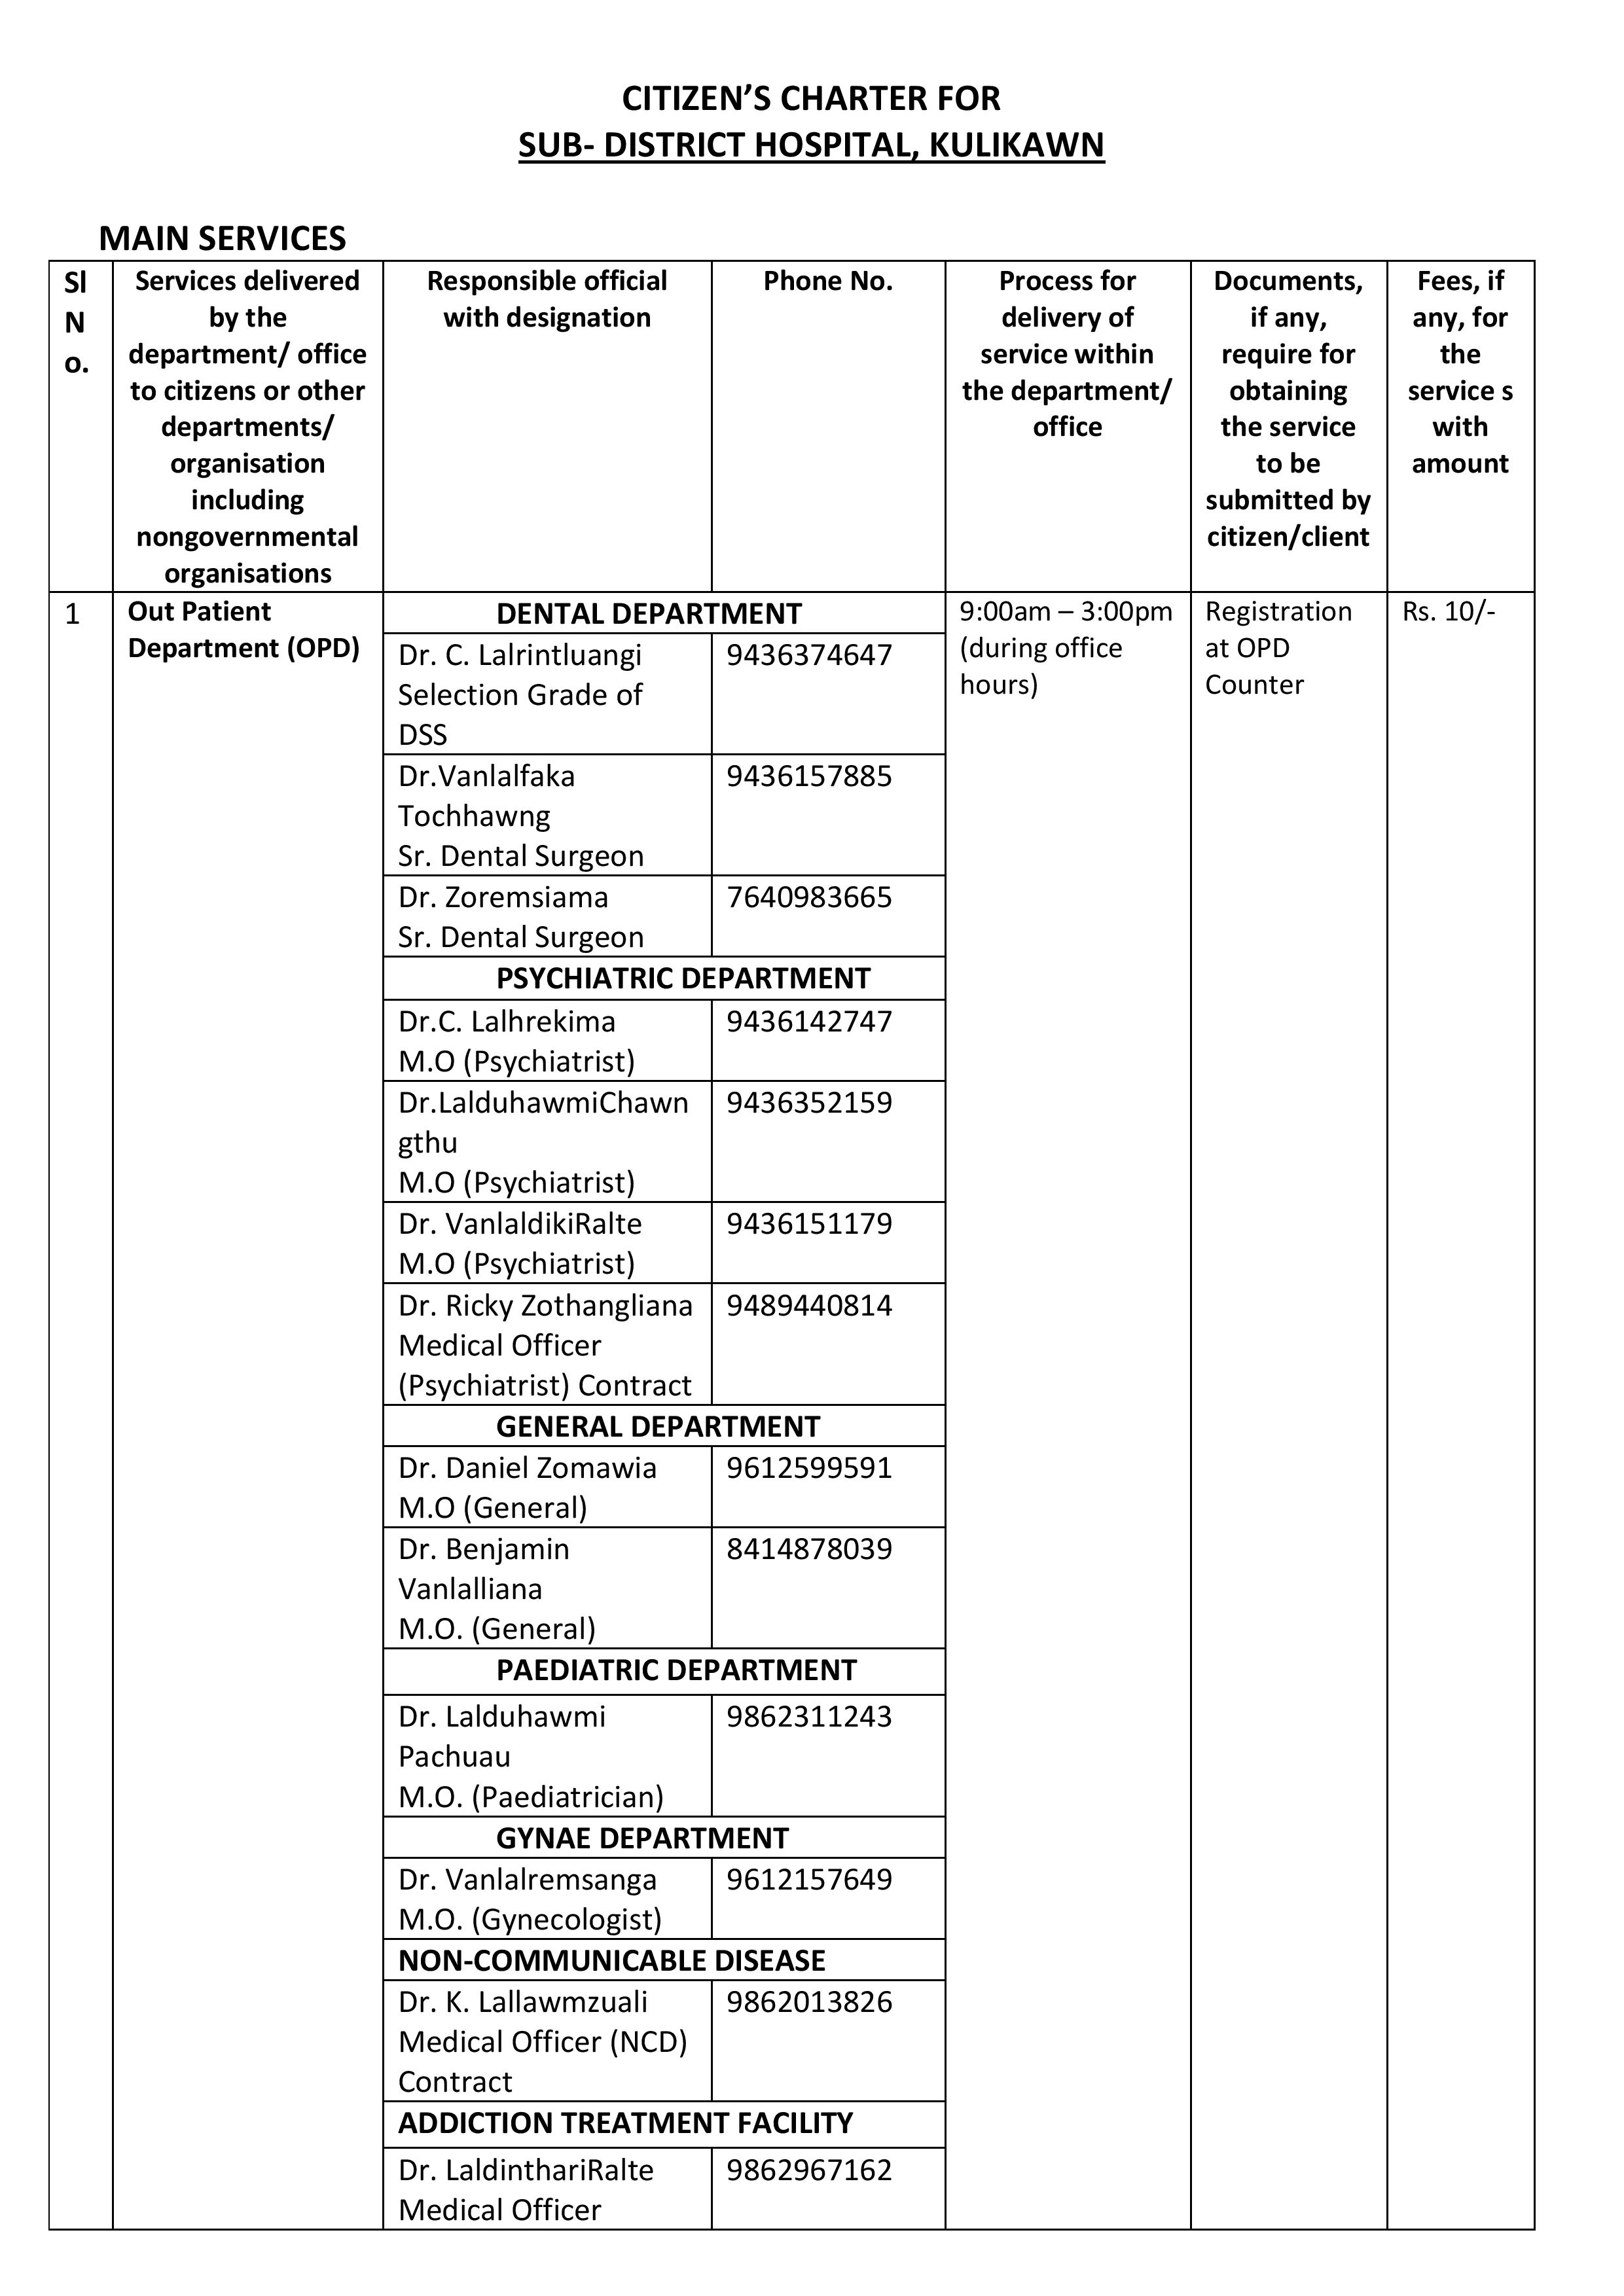 CITIZEN’S CHARTER FOR
SUB- DISTRICT HOSPITAL, KULIKAWN
MAIN SERVICES
Sl
N
o.
Services delivered
by the
department/ office
to citizens or other
departments/
organisation
including
nongovernmental
organisations
Responsible official
with designation
Phone No.
Process for
delivery of
service within
the department/
office
Documents,
if any,
require for
obtaining
the service
to be
submitted by
citizen/client
Fees, if
any, for
the
service s
with
amount
1
Out Patient
Department (OPD)
DENTAL DEPARTMENT
Dr. C. Lalrintluangi
Selection Grade of
DSS
9436374647
Dr.Vanlalfaka
Tochhawng
Sr. Dental Surgeon
9436157885
Dr. Zoremsiama
Sr. Dental Surgeon
7640983665
PSYCHIATRIC DEPARTMENT
Dr.C. Lalhrekima
M.O (Psychiatrist)
9436142747
Dr.LalduhawmiChawn
gthu
M.O (Psychiatrist)
9436352159
Dr. VanlaldikiRalte
M.O (Psychiatrist)
9436151179
Dr. Ricky Zothangliana
Medical Officer
(Psychiatrist) Contract
9489440814
GENERAL DEPARTMENT
Dr. Daniel Zomawia
M.O (General)
9612599591
Dr. Benjamin
Vanlalliana
M.O. (General)
8414878039
PAEDIATRIC DEPARTMENT
Dr. Lalduhawmi
Pachuau
M.O. (Paediatrician)
9862311243
GYNAE DEPARTMENT
Dr. Vanlalremsanga
M.O. (Gynecologist)
9612157649
NON-COMMUNICABLE DISEASE
Dr. K. Lallawmzuali
Medical Officer (NCD)
Contract
9862013826
ADDICTION TREATMENT FACILITY
Dr. LaldinthariRalte
Medical Officer
9862967162
9:00am – 3:00pm
(during office
hours)
Registration
at OPD
Counter
Rs. 10/-